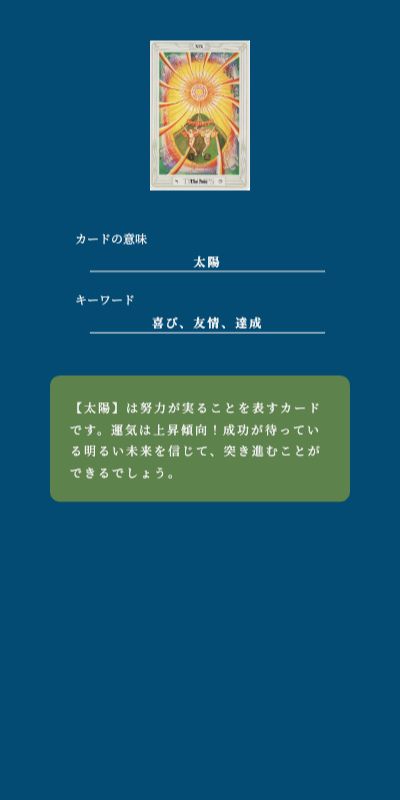 XIX
The Sun
カードの意味
太陽
キーワード
喜び、友情、達成
【太陽】は努力が実ることを表すカード
です。運気は上昇傾向！成功が待ってい
る明るい未来を信じて、突き進むことが
できるでしょう。